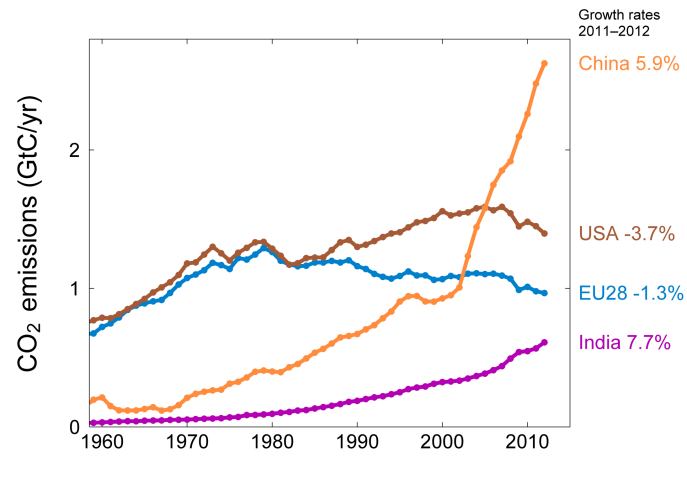 Growth rates
2011–2012
China 5.9%
2
CO2 emissions (GtC/yr)
USA -3.7%
1
EU28 -1.3%
India 7.7%
0
1960 1970 1980 1990 2000 2010